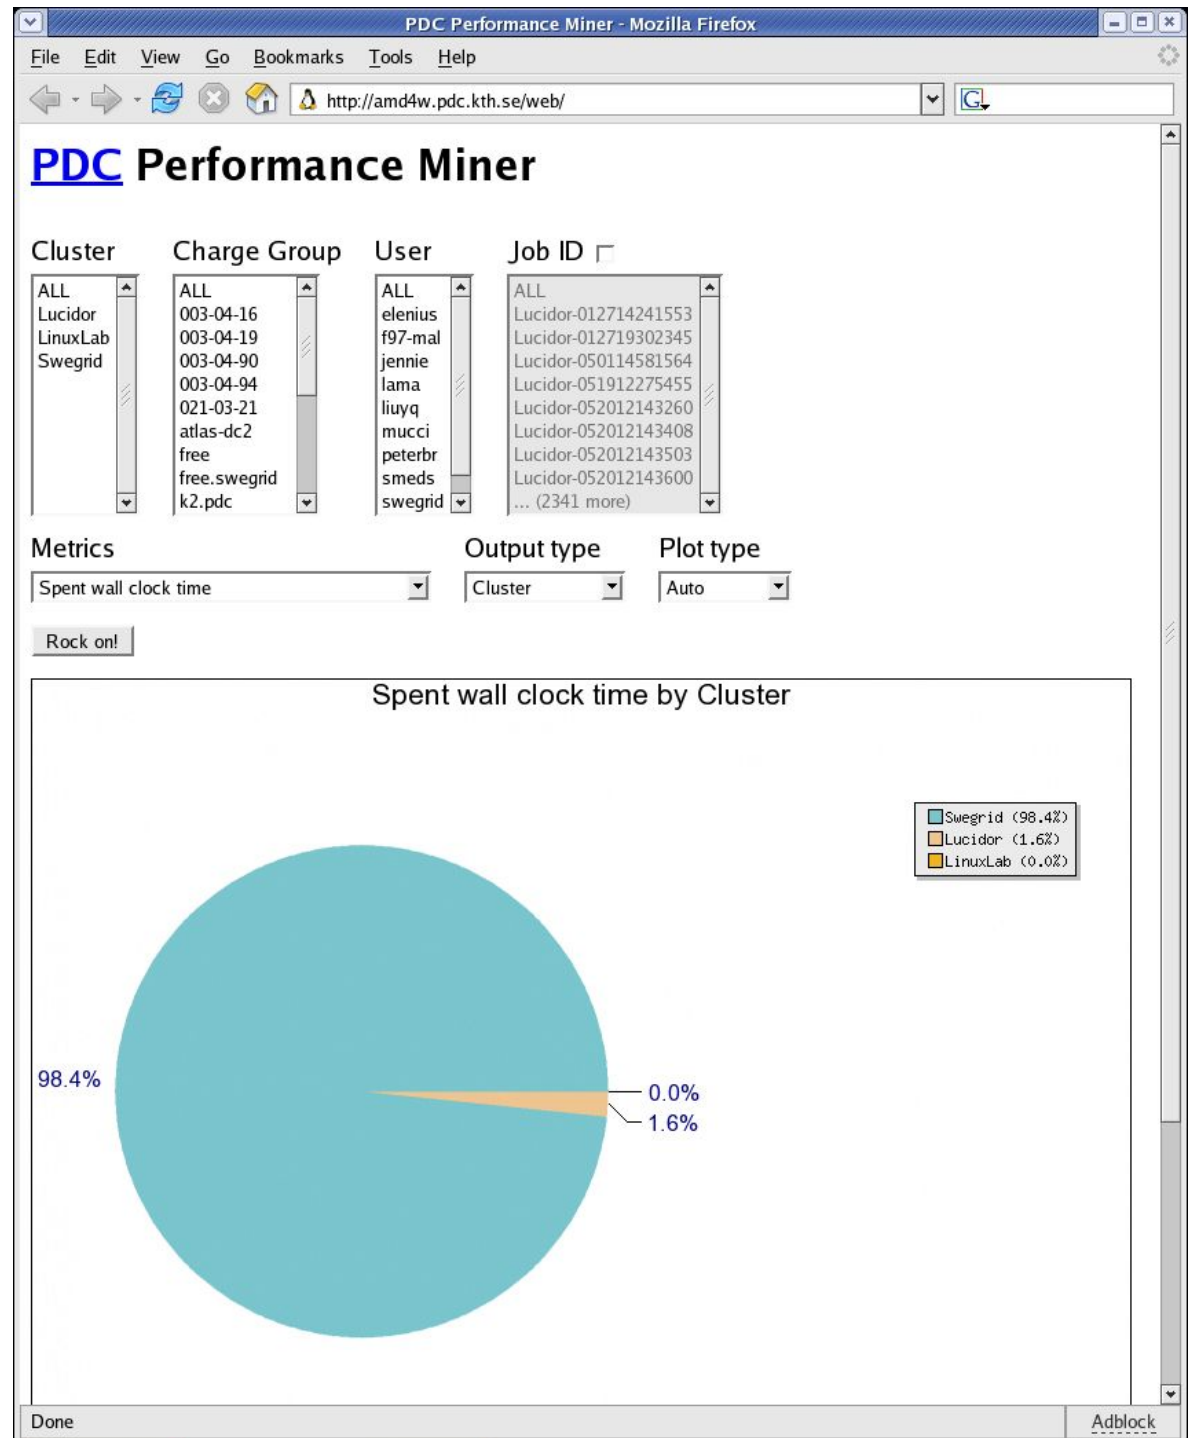 PDC Performance Miner - Mozilla Firefox
File Edit View Go Bookmarks Tools Help
http://amd4w.pdc.kth.se/web/
G
PDC Performance Miner
Cluster Charge Group User Job ID
ALL ALL ALL ALL
Lucidor 003-04-16 elenius Lucidor-012714241553
LinuxLab 003-04-19 f97-mal Lucidor-012719302345
Swegrid 003-04-90 jennie Lucidor-050114581564
003-04-94 lama Lucidor-051912275455
021-03-21 liuyq Lucidor-052012143260
atlas-dc2 mucci Lucidor-052012143408
free peterbr Lucidor-052012143503
free.swegrid smeds Lucidor-052012143600
k2.pdc swegrid ... (2341 more)
Metrics Output type Plot type
Spent wall clock time Cluster Auto
Rock on!
Spent wall clock time by Cluster
Swegrid (98.4%)
Lucidor (1.6%)
LinuxLab (0.0%)
98.4%
0.0%
1.6%
Done Adblock